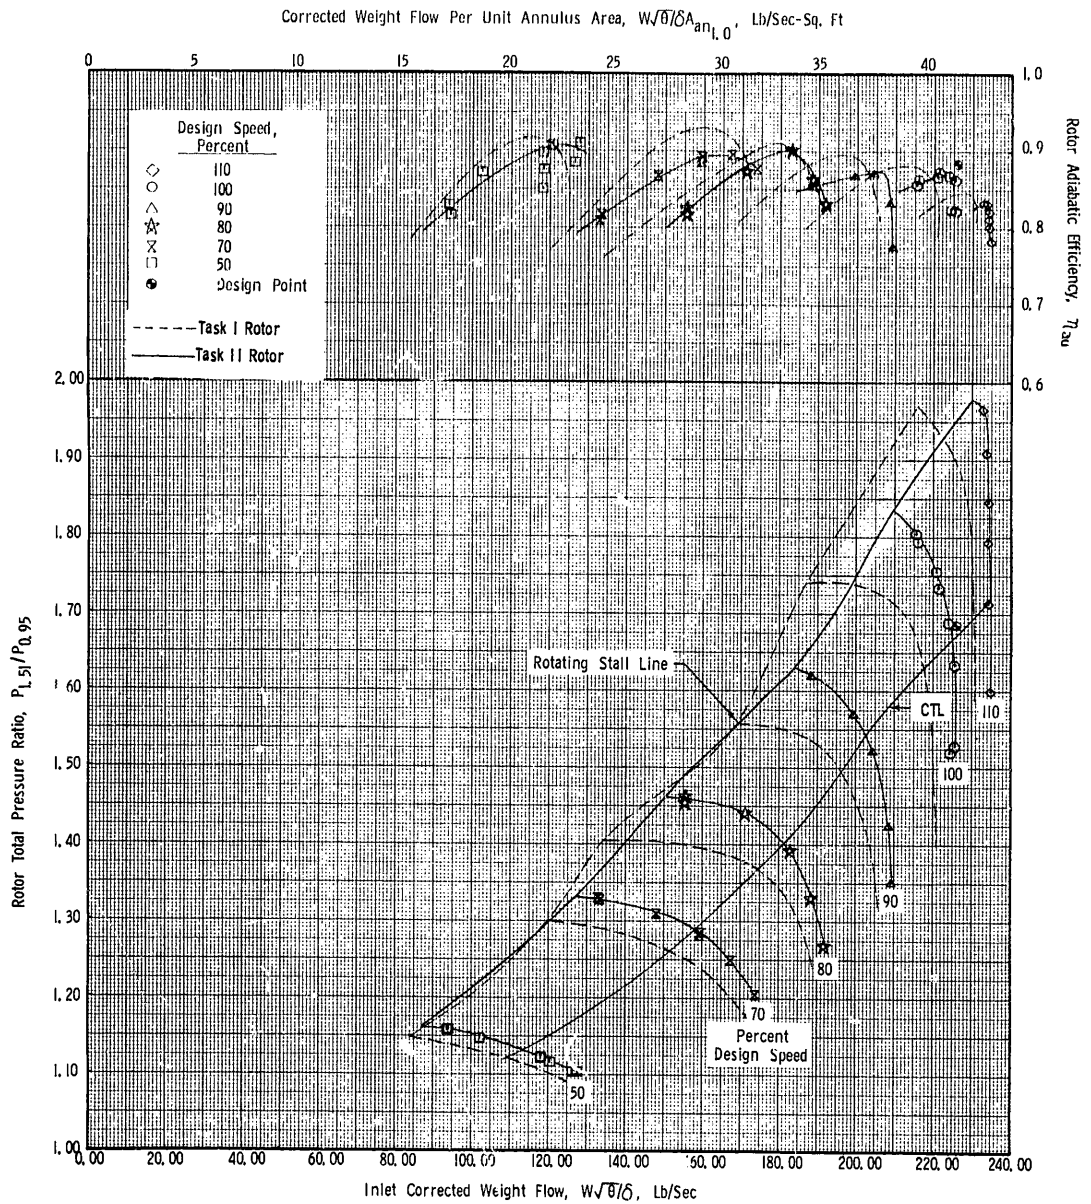 Corrected Weight Flow Per Unit Annulus Area, W√θ/δA an1.0, Lb/Sec-Sq. Ft
0 5 10 15 20 25 29 30 35 40
1.0
0.9
0.8
0.7
0.6
Rotor Adiabatic Efficiency, ηau
Design Speed,
Percent
110
100
90
80
70
50
Design Point
Task I Rotor
Task II Rotor
2.00
1.90
1.80
1.70
1.60
1.50
1.40
1.30
1.20
1.10
1.00
Rotor Total Pressure Ratio, P1.51/P0.95
Rotating Stall Line
CTL
110
100
90
80
70
Percent
Design Speed
50
0.00 20.00 40.00 60.00 80.00 100.00 120.00 140.00 160.00 180.00 200.00 220.00 240.00
Inlet Corrected Weight Flow, W√θ/δ, Lb/Sec